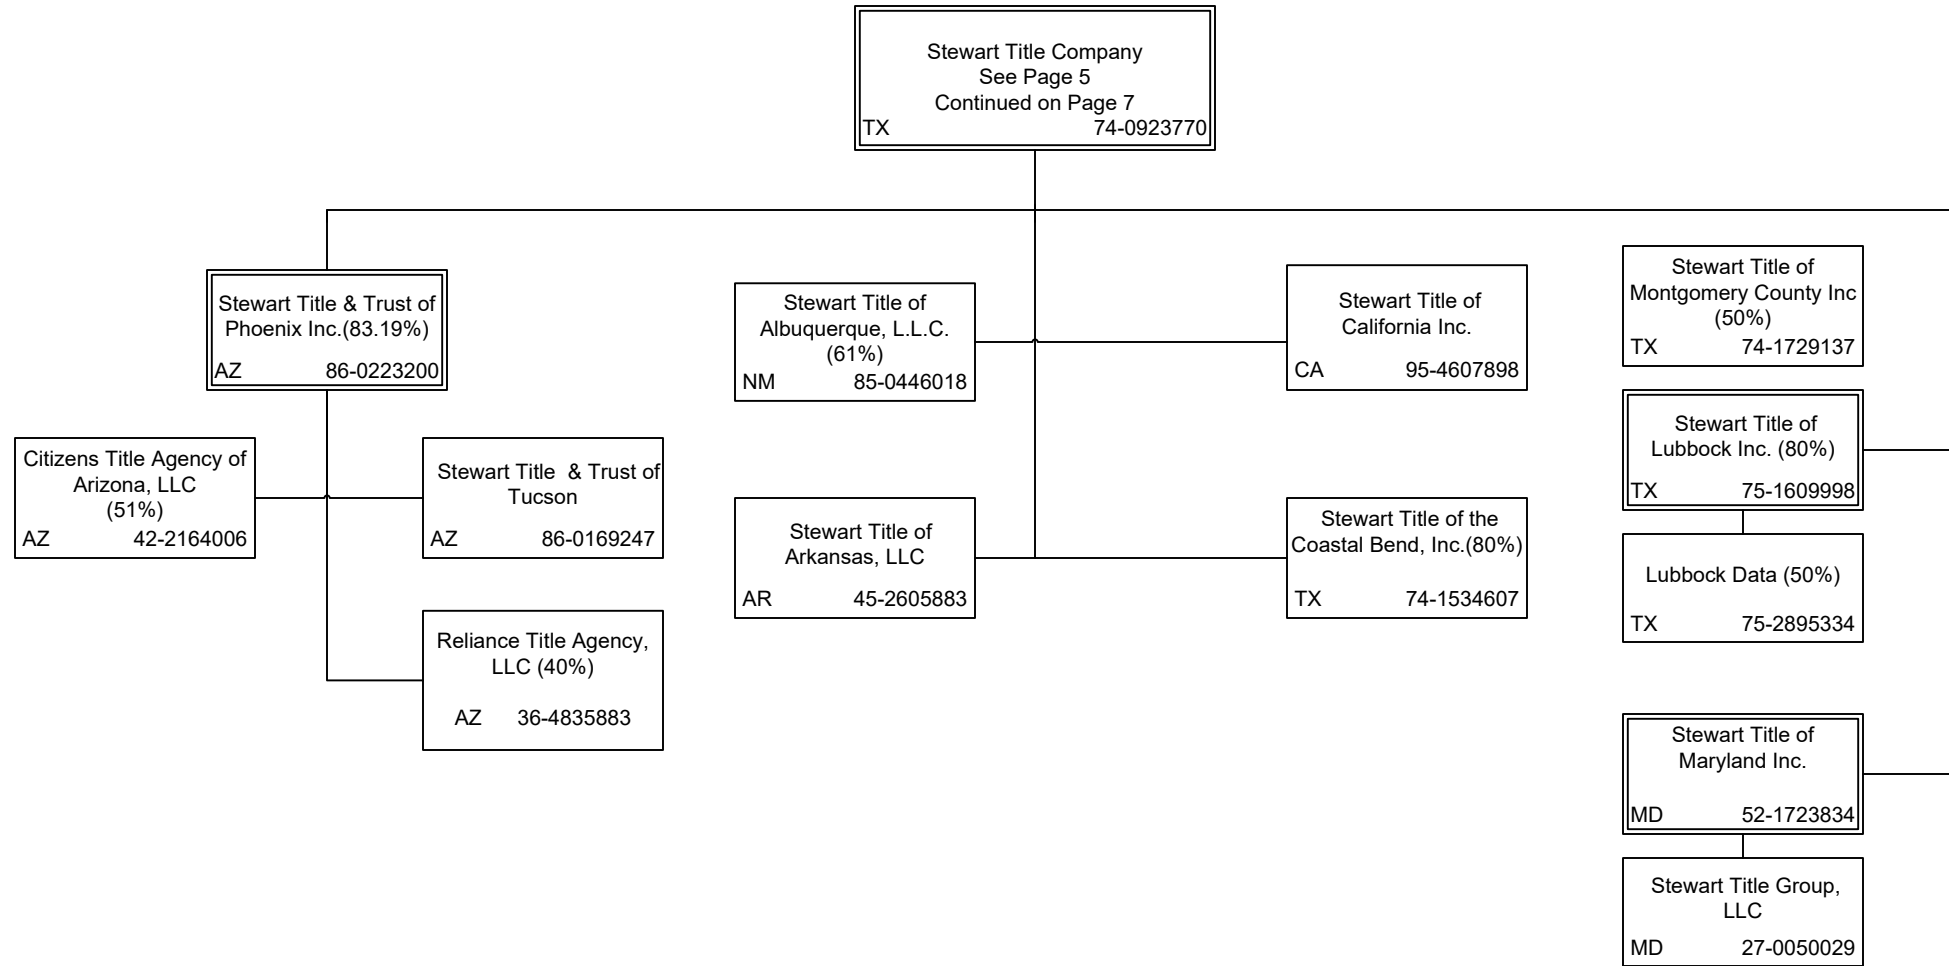 Stewart Title Company
See Page 5
Continued on Page 7
TX 74-0923770
Stewart Title & Trust of
Phoenix Inc.(83.19%)
AZ 86-0223200
Citizens Title Agency of
Arizona, LLC
(51%)
AZ 42-2164006
Stewart Title & Trust of
Tucson
AZ 86-0169247
Reliance Title Agency,
LLC (40%)
AZ 36-4835883
Stewart Title of
Albuquerque, L.L.C.
(61%)
NM 85-0446018
Stewart Title of
California Inc.
CA 95-4607898
Stewart Title of
Arkansas, LLC
AR 45-2605883
Stewart Title of the
Coastal Bend, Inc.(80%)
TX 74-1534607
Stewart Title of
Montgomery County Inc
(50%)
TX 74-1729137
Stewart Title of
Lubbock Inc. (80%)
TX 75-1609998
Lubbock Data (50%)
TX 75-2895334
Stewart Title of
Maryland Inc.
MD 52-1723834
Stewart Title Group,
LLC
MD 27-0050029